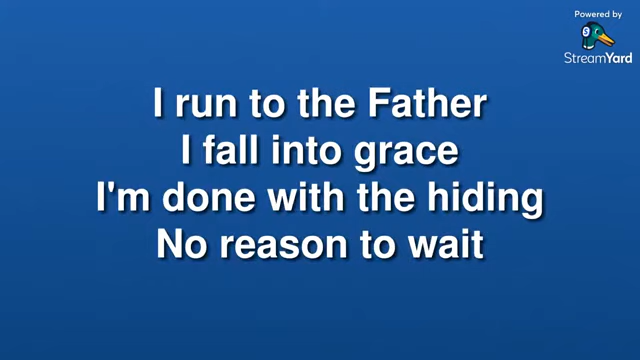 Powered by
StreamYard
I run to the Father
I fall into grace
I'm done with the hiding
No reason to wait